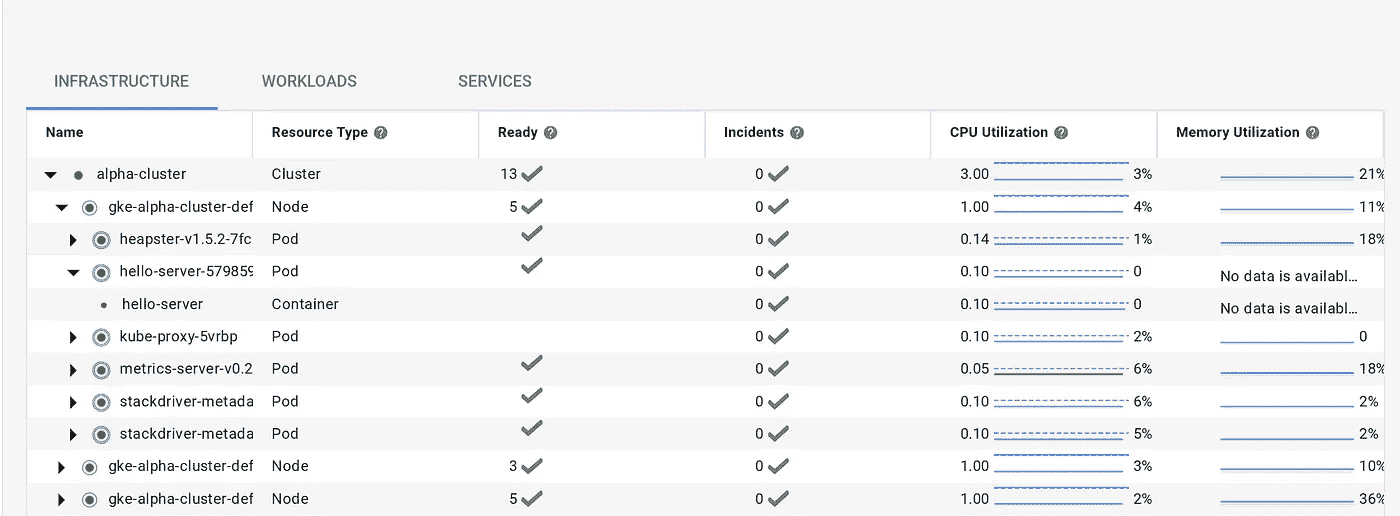 INFRASTRUCTURE WORKLOADS SERVICES
Name Resource Type ? Ready ? Incidents ? CPU Utilization ? Memory Utilization ?
alpha-cluster Cluster 13 0 3.00 3% 21%
gke-alpha-cluster-def Node 5 0 1.00 4% 11%
heapster-v1.5.2-7fc Pod 0 0.14 1% 18%
hello-server-579859 Pod 0 0.10 0 No data is availabl...
hello-server Container 0 0.10 0 No data is availabl...
kube-proxy-5vrbp Pod 0 0.10 2% 0
metrics-server-v0.2 Pod 0 0.05 6% 18%
stackdriver-metada Pod 0 0.10 6% 2%
stackdriver-metada Pod 0 0.10 5% 2%
gke-alpha-cluster-def Node 3 0 1.00 3% 10%
gke-alpha-cluster-def Node 5 0 1.00 2% 36%